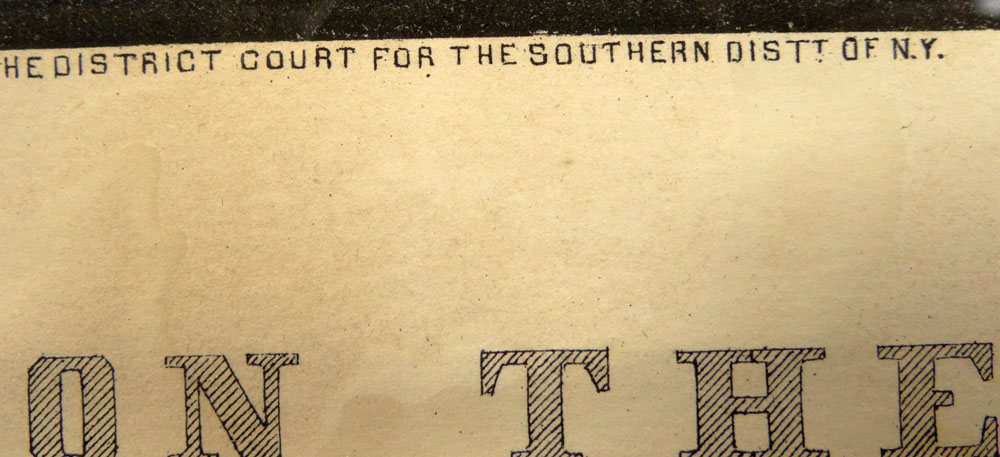 HE DISTRICT COURT FOR THE SOUTHERN DISTT. OF N.Y.
ON THE